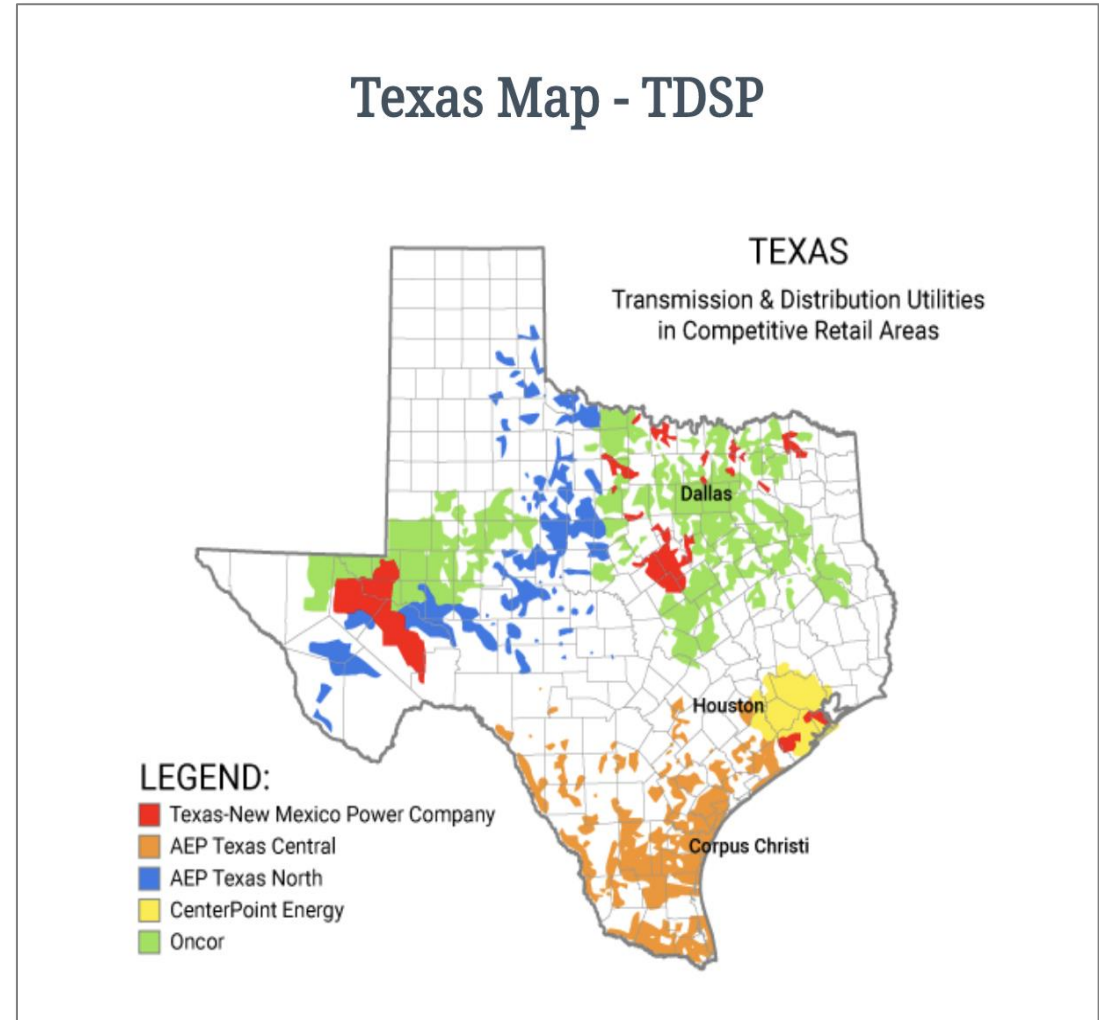 Texas Map - TDSP
TEXAS
Transmission & Distribution Utilities
in Competitive Retail Areas
Dallas
Houston
Corpus Christi
LEGEND:
Texas-New Mexico Power Company
AEP Texas Central
AEP Texas North
CenterPoint Energy
Oncor